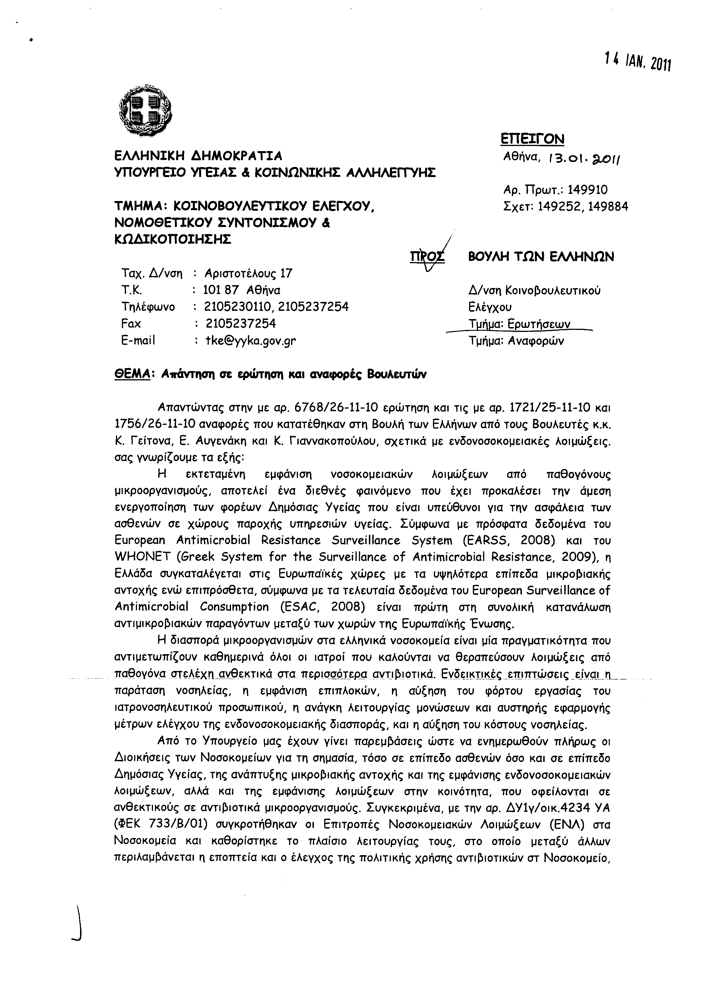 14 ΙΑΝ. 2011
ΕΠΕΙΓΟΝ
ΕΛΛΗΝΙΚΗ ΔΗΜΟΚΡΑΤΙΑ
Αθήνα, 13.01.2011
ΥΠΟΥΡΓΕΙΟ ΥΓΕΙΑΣ & ΚΟΙΝΩΝΙΚΗΣ ΑΛΛΗΛΕΓΓΥΗΣ
Αρ. Πρωτ.: 149910
ΤΜΗΜΑ: ΚΟΙΝΟΒΟΥΛΕΥΤΙΚΟΥ ΕΛΕΓΧΟΥ,
Σχετ: 149252, 149884
ΝΟΜΟΘΕΤΙΚΟΥ ΣΥΝΤΟΝΙΣΜΟΥ &
ΚΩΔΙΚΟΠΟΙΗΣΗΣ
ΠΡΟΣ ΒΟΥΛΗ ΤΩΝ ΕΛΛΗΝΩΝ
Ταχ. Δ/νση : Αριστοτέλους 17
Τ.Κ. : 101 87 Αθήνα
Δ/νση Κοινοβουλευτικού
Τηλέφωνο : 2105230110, 2105237254
Ελέγχου
Fax : 2105237254
Τμήμα: Ερωτήσεων
E-mail : tke@yyka.gov.gr
Τμήμα: Αναφορών
ΘΕΜΑ: Απάντηση σε ερώτηση και αναφορές Βουλευτών
Απαντώντας στην με αρ. 6768/26-11-10 ερώτηση και τις με αρ. 1721/25-11-10 και
1756/26-11-10 αναφορές που κατατέθηκαν στη Βουλή των Ελλήνων από τους Βουλευτές κ.κ.
Κ. Γείτονα, Ε. Αυγενάκη και Κ. Γιαννακοπούλου, σχετικά με ενδονοσοκομειακές λοιμώξεις.
σας γνωρίζουμε τα εξής:
Η εκτεταμένη εμφάνιση νοσοκομειακών λοιμώξεων από παθογόνους
μικροοργανισμούς, αποτελεί ένα διεθνές φαινόμενο που έχει προκαλέσει την άμεση
ενεργοποίηση των φορέων Δημόσιας Υγείας που είναι υπεύθυνοι για την ασφάλεια των
ασθενών σε χώρους παροχής υπηρεσιών υγείας. Σύμφωνα με πρόσφατα δεδομένα του
European Antimicrobial Resistance Surveillance System (EARSS, 2008) και του
WHONET (Greek System for the Surveillance of Antimicrobial Resistance, 2009), η
Ελλάδα συγκαταλέγεται στις Ευρωπαϊκές χώρες με τα υψηλότερα επίπεδα μικροβιακής
αντοχής ενώ επιπρόσθετα, σύμφωνα με τα τελευταία δεδομένα του European Surveillance of
Antimicrobial Consumption (ESAC, 2008) είναι πρώτη στη συνολική κατανάλωση
αντιμικροβιακών παραγόντων μεταξύ των χωρών της Ευρωπαϊκής Ένωσης.
Η διασπορά μικροοργανισμών στα ελληνικά νοσοκομεία είναι μία πραγματικότητα που
αντιμετωπίζουν καθημερινά όλοι οι ιατροί που καλούνται να θεραπεύσουν λοιμώξεις από
παθογόνα στελέχη ανθεκτικά στα περισσότερα αντιβιοτικά. Ενδεικτικές επιπτώσεις είναι η
παράταση νοσηλείας, η εμφάνιση επιπλοκών, η αύξηση του φόρτου εργασίας του
ιατρονοσηλευτικού προσωπικού, η ανάγκη λειτουργίας μονώσεων και αυστηρής εφαρμογής
μέτρων ελέγχου της ενδονοσοκομειακής διασποράς, και η αύξηση του κόστους νοσηλείας.
Από το Υπουργείο μας έχουν γίνει παρεμβάσεις ώστε να ενημερωθούν πλήρως οι
Διοικήσεις των Νοσοκομείων για τη σημασία, τόσο σε επίπεδο ασθενών όσο και σε επίπεδο
Δημόσιας Υγείας, της ανάπτυξης μικροβιακής αντοχής και της εμφάνισης ενδονοσοκομειακών
λοιμώξεων, αλλά και της εμφάνισης λοιμώξεων στην κοινότητα, που οφείλονται σε
ανθεκτικούς σε αντιβιοτικά μικροοργανισμούς. Συγκεκριμένα, με την αρ. ΔΥ1γ/οικ.4234 ΥΑ
(ΦΕΚ 733/Β/01) συγκροτήθηκαν οι Επιτροπές Νοσοκομειακών Λοιμώξεων (ΕΝΛ) στα
Νοσοκομεία και καθορίστηκε το πλαίσιο λειτουργίας τους, στο οποίο μεταξύ άλλων
περιλαμβάνεται η εποπτεία και ο έλεγχος της πολιτικής χρήσης αντιβιοτικών στ Νοσοκομείο,